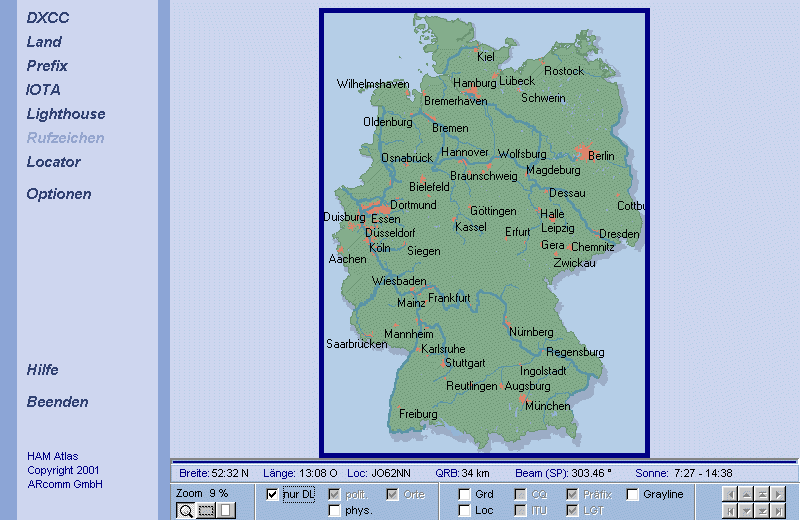 DXCC
Land
Prefix
IOTA
Lighthouse
Rufzeichen
Locator
Optionen
Hilfe
Beenden
HAM Atlas
Copyright 2001
ARcomm GmbH
Kiel
Rostock
Wilhelmshaven
Hamburg
Lübeck
Bremerhaven
Schwerin
Oldenburg
Bremen
Osnabrück
Hannover
Wolfsburg
Berlin
Braunschweig
Magdeburg
Bielefeld
Dessau
Dortmund
Cottbu
Duisburg
Essen
Göttingen
Halle
Düsseldorf
Kassel
Erfurt
Leipzig
Dresden
Köln
Siegen
Gera
Chemnitz
Aachen
Zwickau
Wiesbaden
Mainz
Frankfurt
Mannheim
Nürnberg
Saarbrücken
Karlsruhe
Regensburg
Stuttgart
Ingolstadt
Reutlingen
Augsburg
München
Freiburg
Breite: 52:32 N Länge: 13:08 O Loc: JO62NN QRB: 34 km Beam (SP): 303.46 ° Sonne: 7:27 - 14:38
Zoom 9 % nur DL polit. Orte Grd CQ Präfix Grayline
phys. Loc ITU LGT